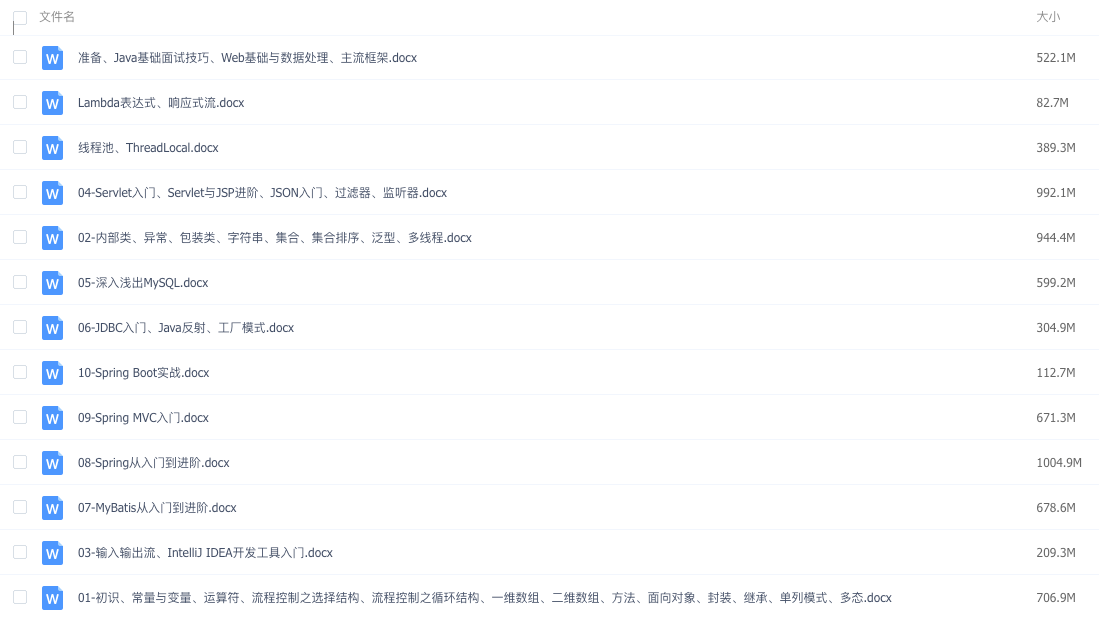 文件名 大小
W 准备、Java基础面试技巧、Web基础与数据处理、主流框架.docx 522.1M
W Lambda表达式、响应式流.docx 82.7M
W 线程池、ThreadLocal.docx 389.3M
W 04-Servlet入门、Servlet与JSP进阶、JSON入门、过滤器、监听器.docx 992.1M
W 02-内部类、异常、包装类、字符串、集合、集合排序、泛型、多线程.docx 944.4M
W 05-深入浅出MySQL.docx 599.2M
W 06-JDBC入门、Java反射、工厂模式.docx 304.9M
W 10-Spring Boot实战.docx 112.7M
W 09-Spring MVC入门.docx 671.3M
W 08-Spring从入门到进阶.docx 1004.9M
W 07-MyBatis从入门到进阶.docx 678.6M
W 03-输入输出流、IntelliJ IDEA开发工具入门.docx 209.3M
W 01-初识、常量与变量、运算符、流程控制之选择结构、流程控制之循环结构、一维数组、二维数组、方法、面向对象、封装、继承、单列模式、多态.docx 706.9M